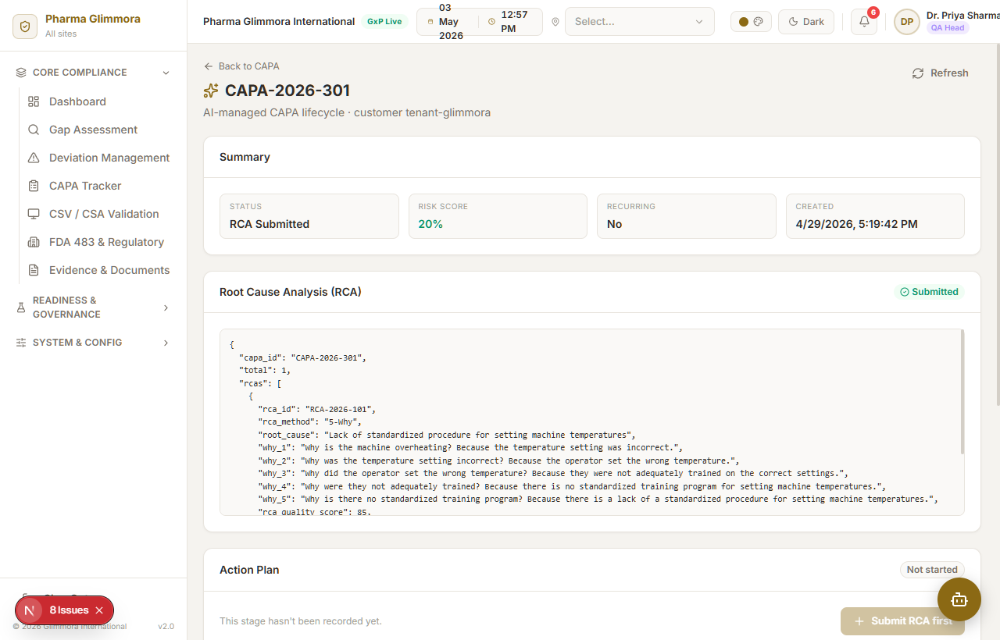 Pharma Glimmora
All sites
CORE COMPLIANCE
Dashboard
Gap Assessment
Deviation Management
CAPA Tracker
CSV / CSA Validation
FDA 483 & Regulatory
Evidence & Documents
READINESS &
GOVERNANCE
SYSTEM & CONFIG
N 8 Issues
© 2026 Glimmora International v2.0
Pharma Glimmora International GxP Live
03
May
2026
12:57
PM
Select...
Dark
6
DP
Dr. Priya Sharma
QA Head
Back to CAPA
CAPA-2026-301
AI-managed CAPA lifecycle · customer tenant-glimmora
Refresh
Summary
STATUS
RCA Submitted
RISK SCORE
20%
RECURRING
No
CREATED
4/29/2026, 5:19:42 PM
Root Cause Analysis (RCA)
Submitted
{
"capa_id": "CAPA-2026-301",
"total": 1,
"rcas": [
{
"rca_id": "RCA-2026-101",
"rca_method": "5-Why",
"root_cause": "Lack of standardized procedure for setting machine temperatures",
"why_1": "Why is the machine overheating? Because the temperature setting was incorrect.",
"why_2": "Why was the temperature setting incorrect? Because the operator set the wrong temperature.",
"why_3": "Why did the operator set the wrong temperature? Because they were not adequately trained on the correct settings.",
"why_4": "Why were they not adequately trained? Because there is no standardized training program for setting machine temperatures.",
"why_5": "Why is there no standardized training program? Because there is a lack of a standardized procedure for setting machine temperatures.",
"rca_quality_score": 85,
Action Plan
Not started
This stage hasn't been recorded yet.
Submit RCA first